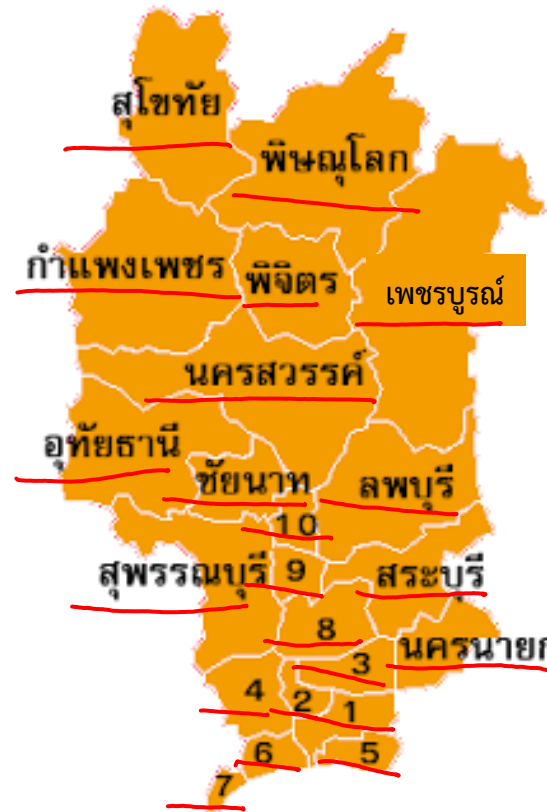 สุโขทัย
พิษณุโลก
กำแพงเพชร
พิจิตร
เพชรบูรณ์
นครสวรรค์
อุทัยธานี
ชัยนาท
ลพบุรี
10
สุพรรณบุรี
9
สระบุรี
8
นครนายก
3
4
2
1
6
5
7